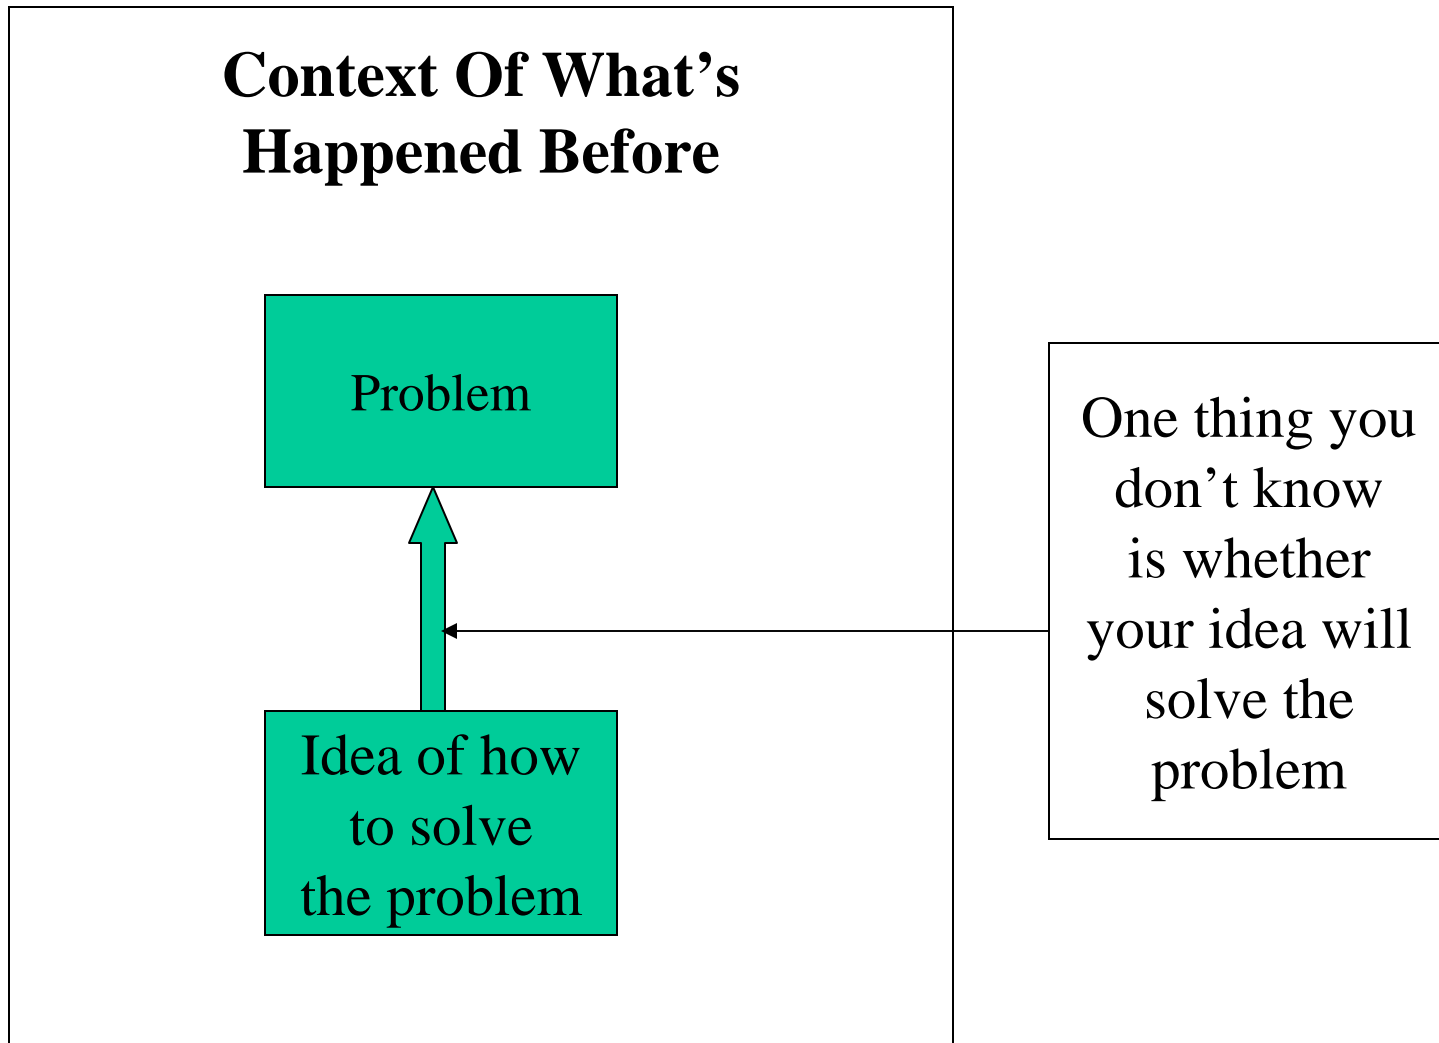 Context Of What’s
Happened Before
Problem
Idea of how
to solve
the problem
One thing you
don’t know
is whether
your idea will
solve the
problem